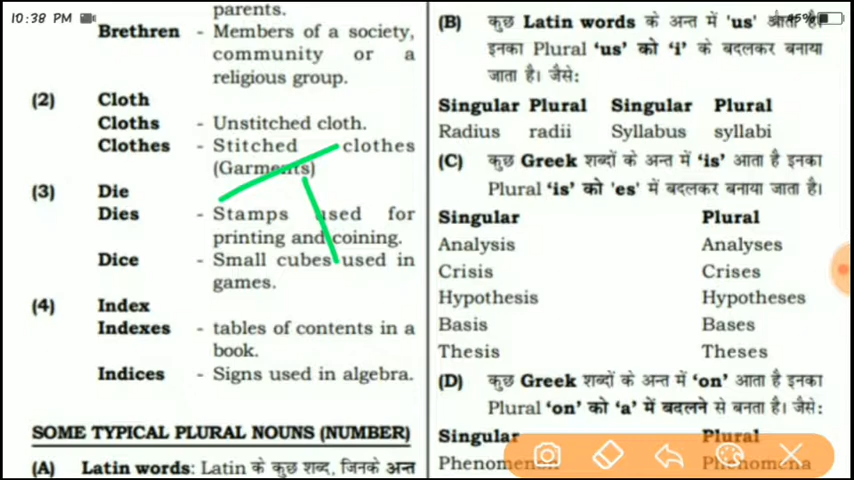 10:38 PM
45%
parents.
Brethren - Members of a society,
community or a
religious group.
(2) Cloth
Cloths - Unstitched cloth.
Clothes - Stitched clothes
(Garments)
(3) Die
Dies - Stamps used for
printing and coining.
Dice - Small cubes used in
games.
(4) Index
Indexes - tables of contents in a
book.
Indices - Signs used in algebra.
SOME TYPICAL PLURAL NOUNS (NUMBER)
(A) Latin words: Latin के कुछ शब्द, जिनके अन्त
(B) कुछ Latin words के अन्त में 'us' आता है।
इनका Plural ‘us’ को ‘i’ के बदलकर बनाया
जाता है। जैसे:
Singular Plural Singular Plural
Radius radii Syllabus syllabi
(C) कुछ Greek शब्दों के अन्त में ‘is’ आता है इनका
Plural ‘is’ को 'es' में बदलकर बनाया जाता है।
Singular Plural
Analysis Analyses
Crisis Crises
Hypothesis Hypotheses
Basis Bases
Thesis Theses
(D) कुछ Greek शब्दों के अन्त में ‘on’ आता है इनका
Plural ‘on’ को ‘a’ में बदलने से बनता है। जैसे:
Singular Plural
Phenomena